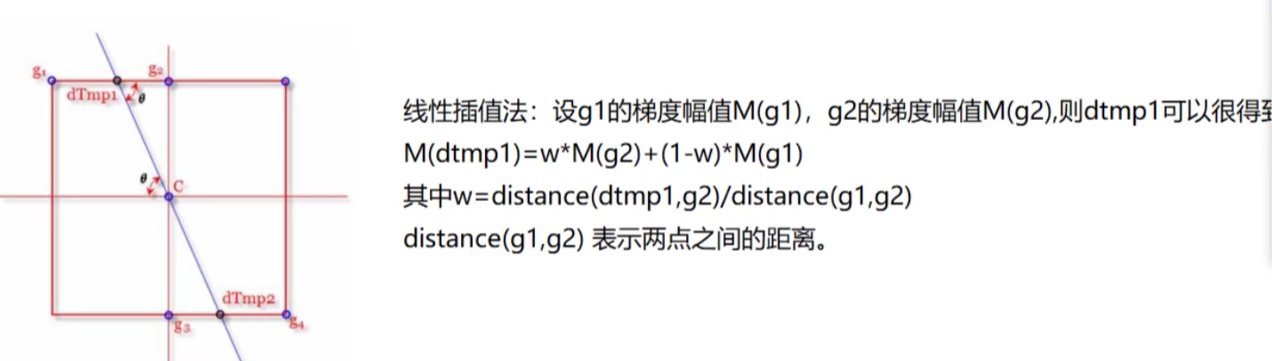 g1
g2
dTmp1
θ
θ
C
dTmp2
g3
g4
线性插值法：设g1的梯度幅值M(g1)，g2的梯度幅值M(g2),则dtmp1可以很得到
M(dtmp1)=w*M(g2)+(1-w)*M(g1)
其中w=distance(dtmp1,g2)/distance(g1,g2)
distance(g1,g2) 表示两点之间的距离。